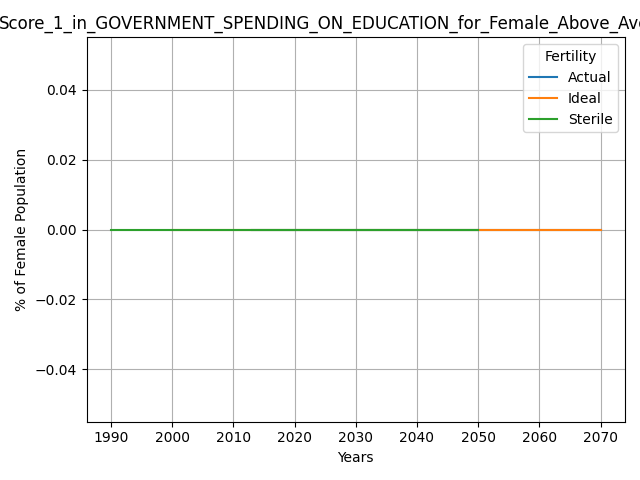 Score_1_in_GOVERNMENT_SPENDING_ON_EDUCATION_for_Female_Above_Ave
Fertility
Actual
Ideal
Sterile
0.04
0.02
0.00
−0.02
−0.04
% of Female Population
1990 2000 2010 2020 2030 2040 2050 2060 2070
Years